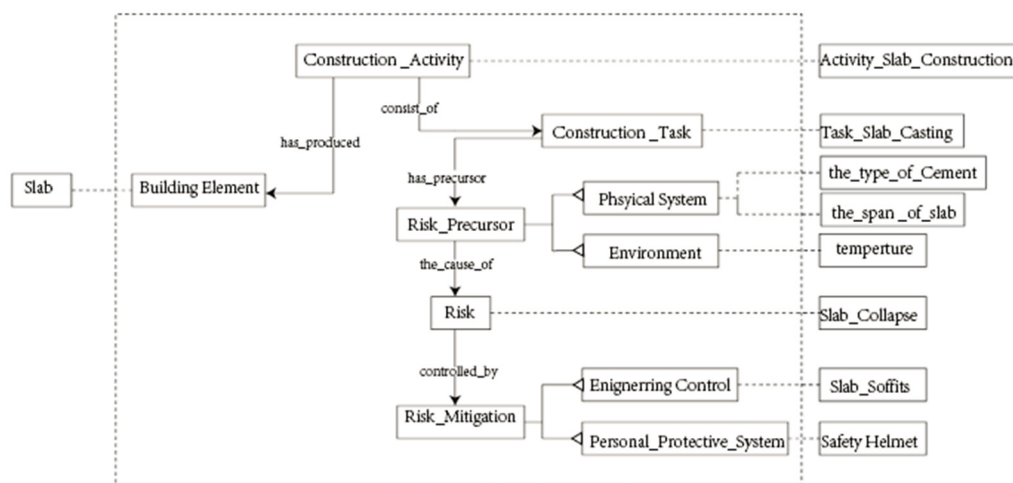 Construction _Activity
Activity_Slab_Construction
consist_of
Construction _Task
Task_Slab_Casting
has_produced
the_type_of_Cement
has_precursor
Slab
Building Element
Phsyical System
the_span _of_slab
Risk_Precursor
Environment
temperture
the_cause_of
Risk
Slab_Collapse
controlled_by
Enignerring Control
Slab_Soffits
Risk_Mitigation
Personal_Protective_System
Safety Helmet